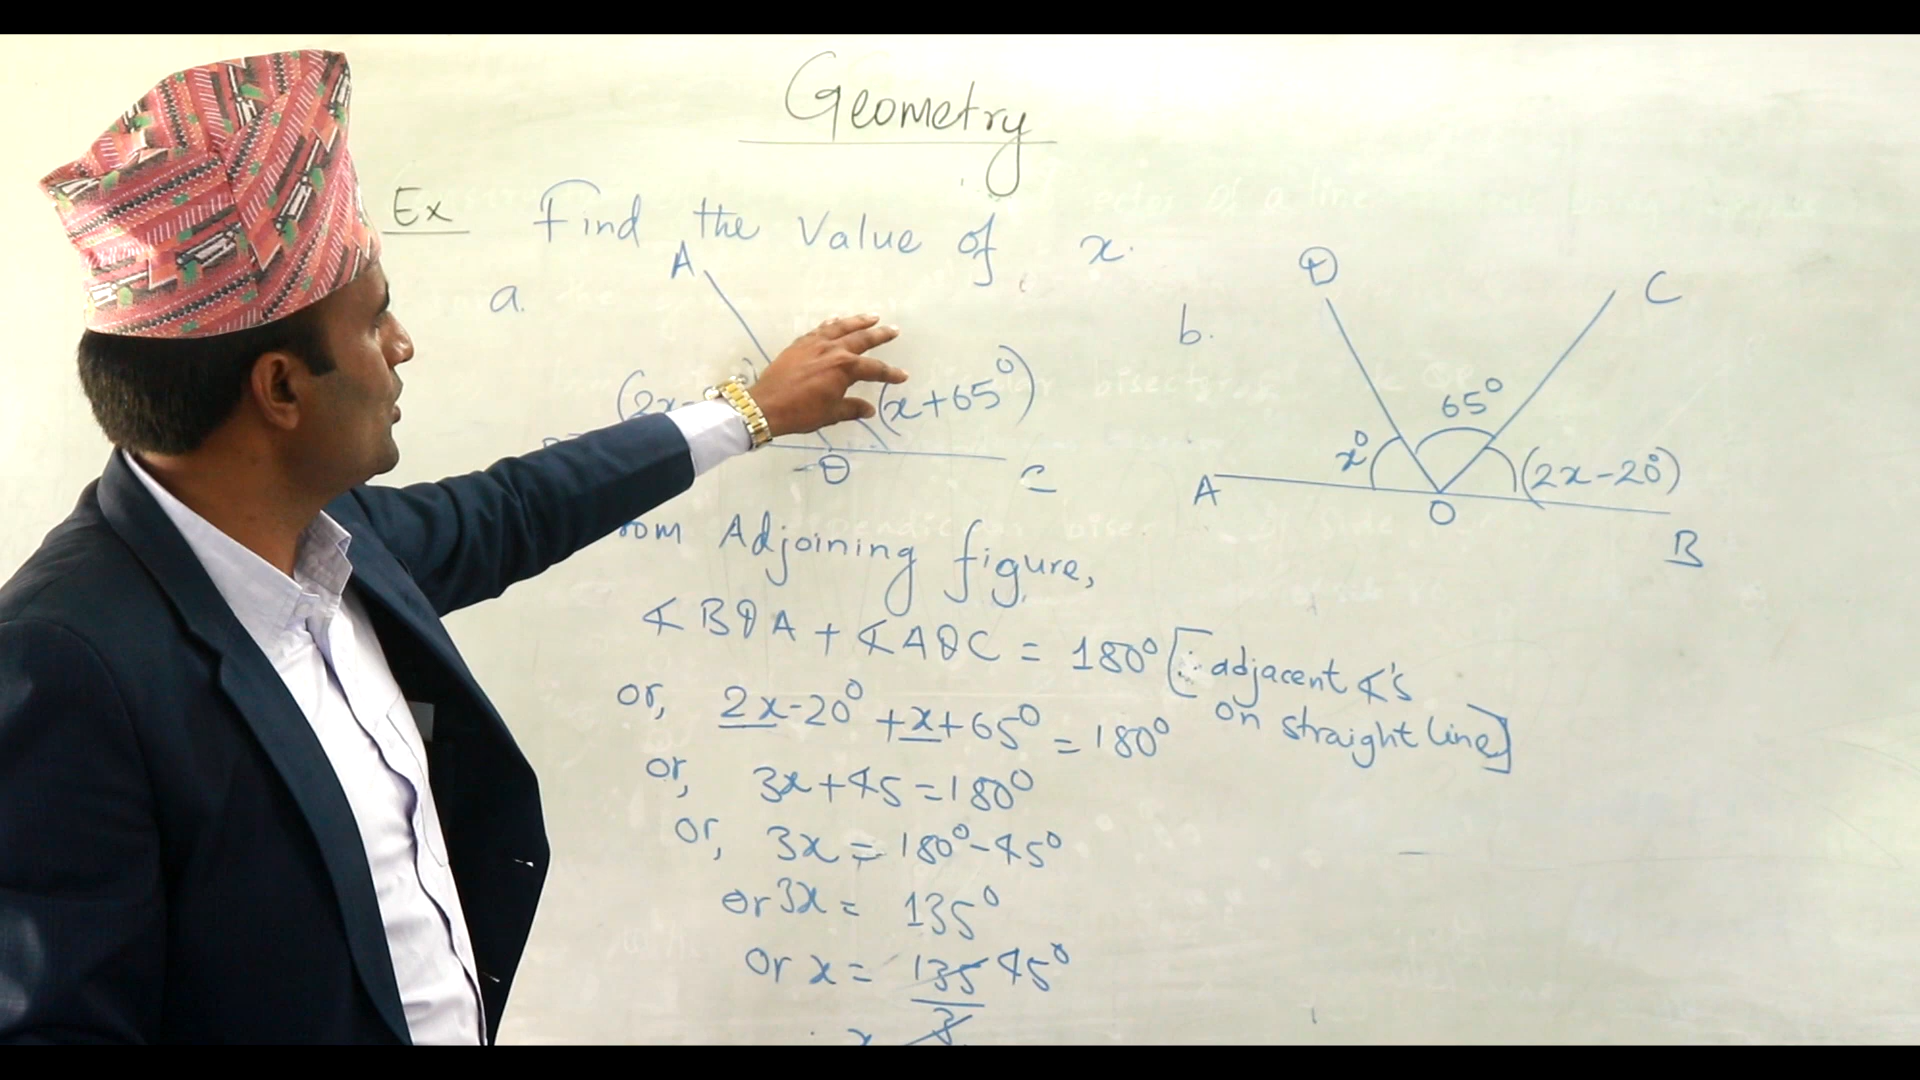 Geometry
Ex Find the value of x.
a.
A
(2x-
(x+65°)
O
C
b.
D
C
65°
x°
(2x-20°)
A
O
B
rom Adjoining figure,
∡BOA + ∡AOC = 180° [∵ adjacent ∡'s
on straight line]
or, 2x-20° +x+65° = 180°
or, 3x+45 = 180°
or, 3x = 180°-45°
or 3x = 135°
or x = 135 45°
3
x